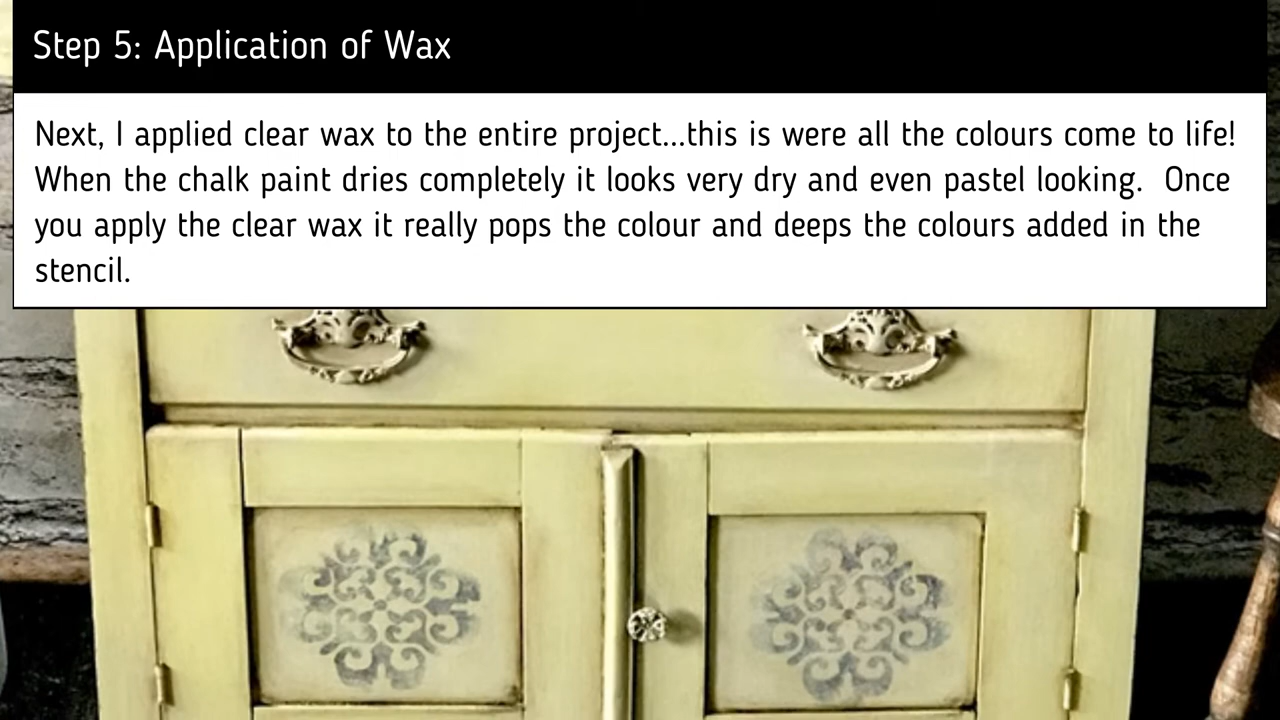 Step 5: Application of Wax
Next, I applied clear wax to the entire project...this is were all the colours come to life!
When the chalk paint dries completely it looks very dry and even pastel looking.  Once
you apply the clear wax it really pops the colour and deeps the colours added in the
stencil.